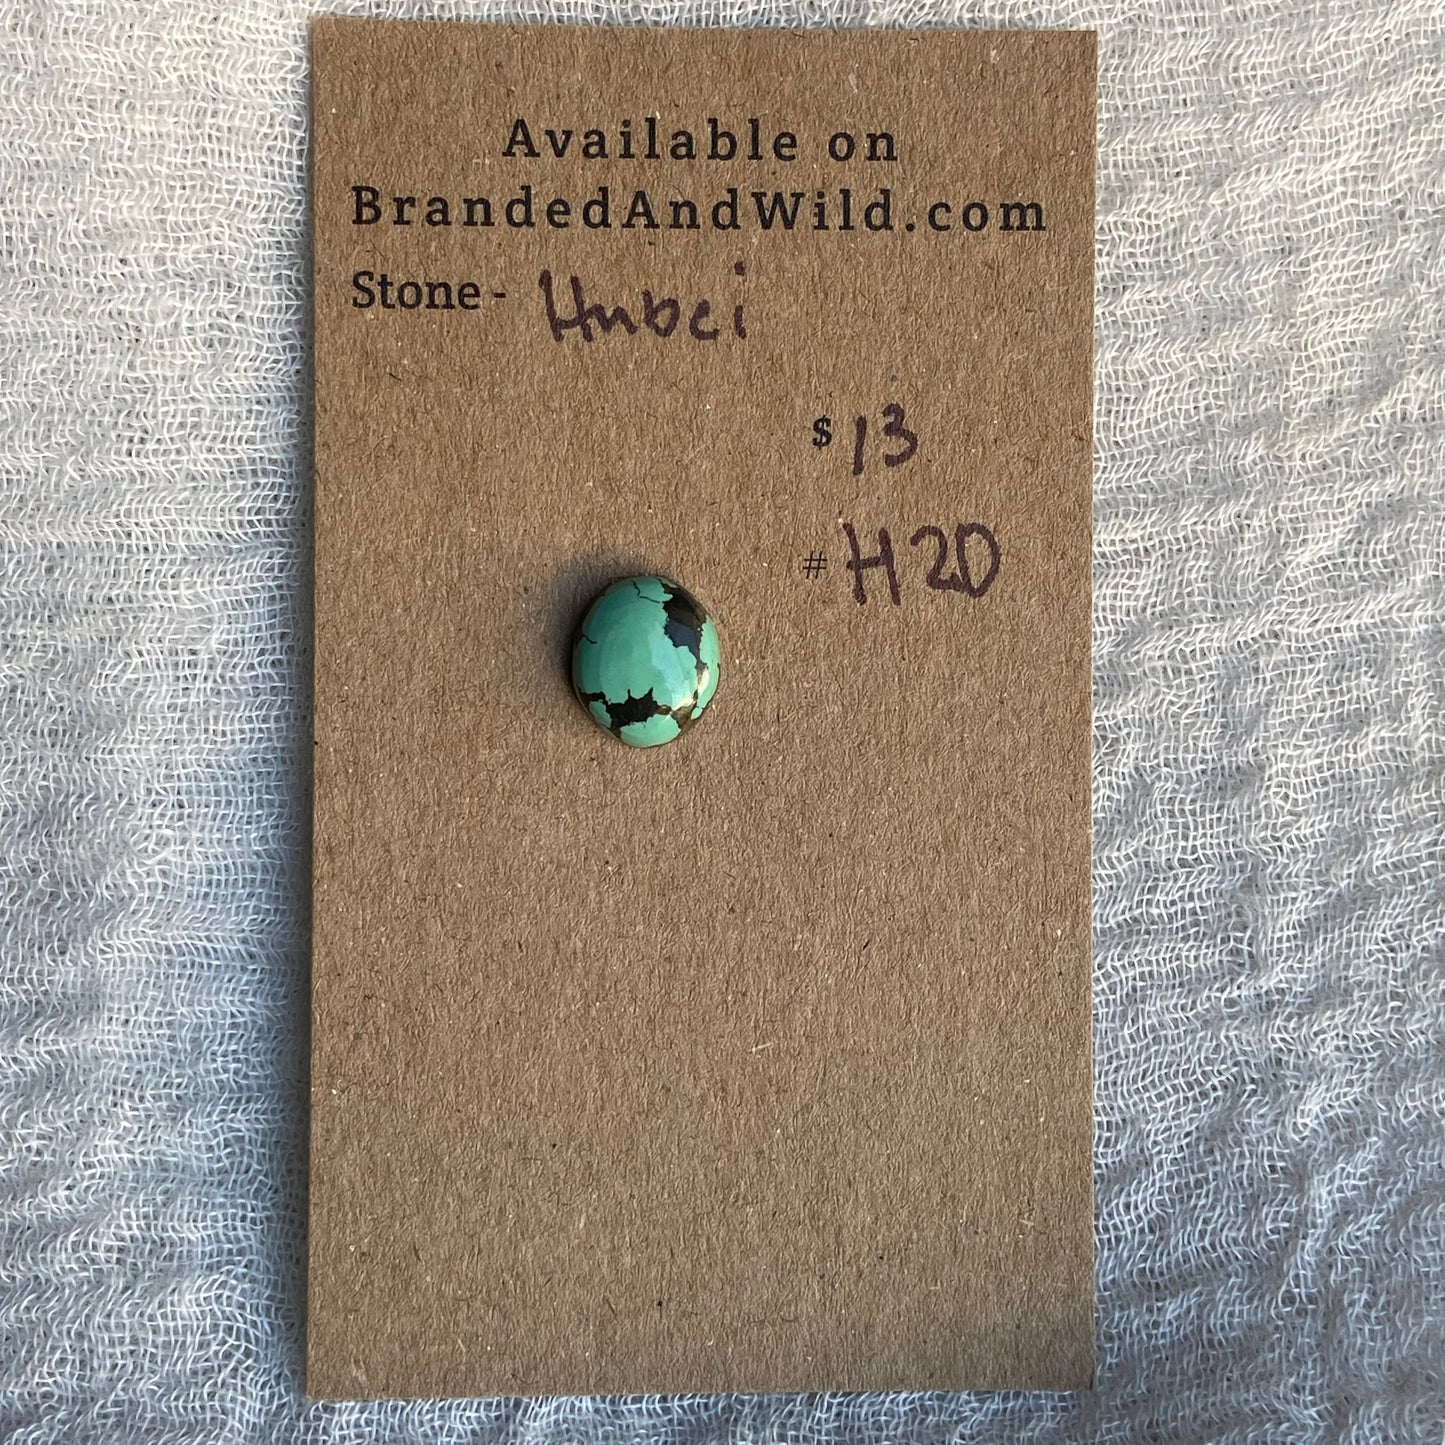 Available on
BrandedAndWild.com
Stone - Hubei
$ 13
# H20